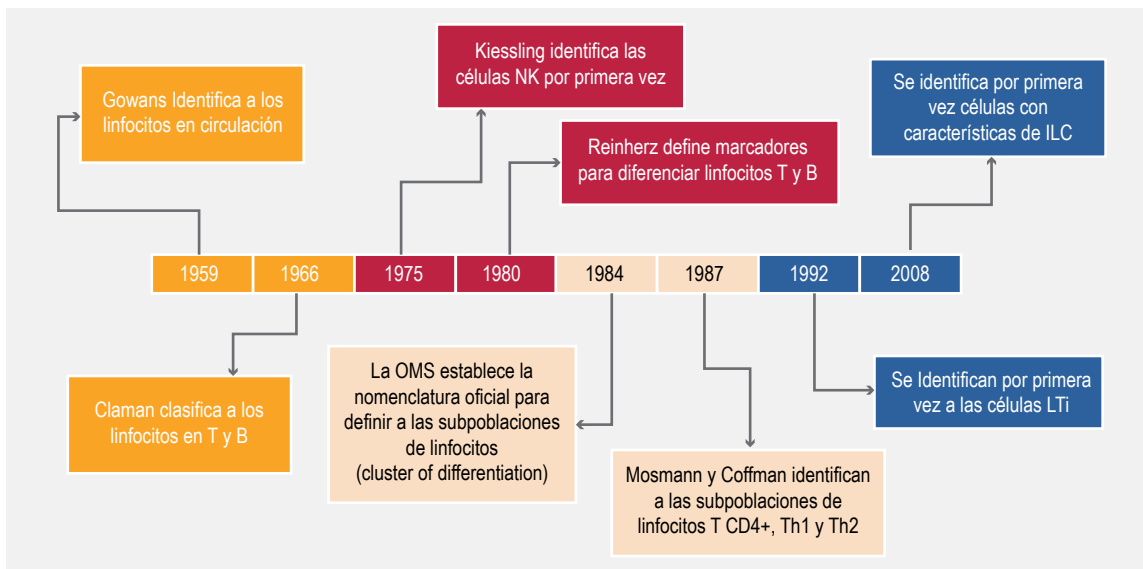 Kiessling identifica las
células NK por primera vez
Gowans Identifica a los
linfocitos en circulación
Se identifica por primera
vez células con
características de ILC
Reinherz define marcadores
para diferenciar linfocitos T y B
1959 1966 1975 1980 1984 1987 1992 2008
La OMS establece la
nomenclatura oficial para
definir a las subpoblaciones
de linfocitos
(cluster of differentiation)
Se Identifican por primera
vez a las células LTi
Claman clasifica a los
linfocitos en T y B
Mosmann y Coffman identifican
a las subpoblaciones de
linfocitos T CD4+, Th1 y Th2